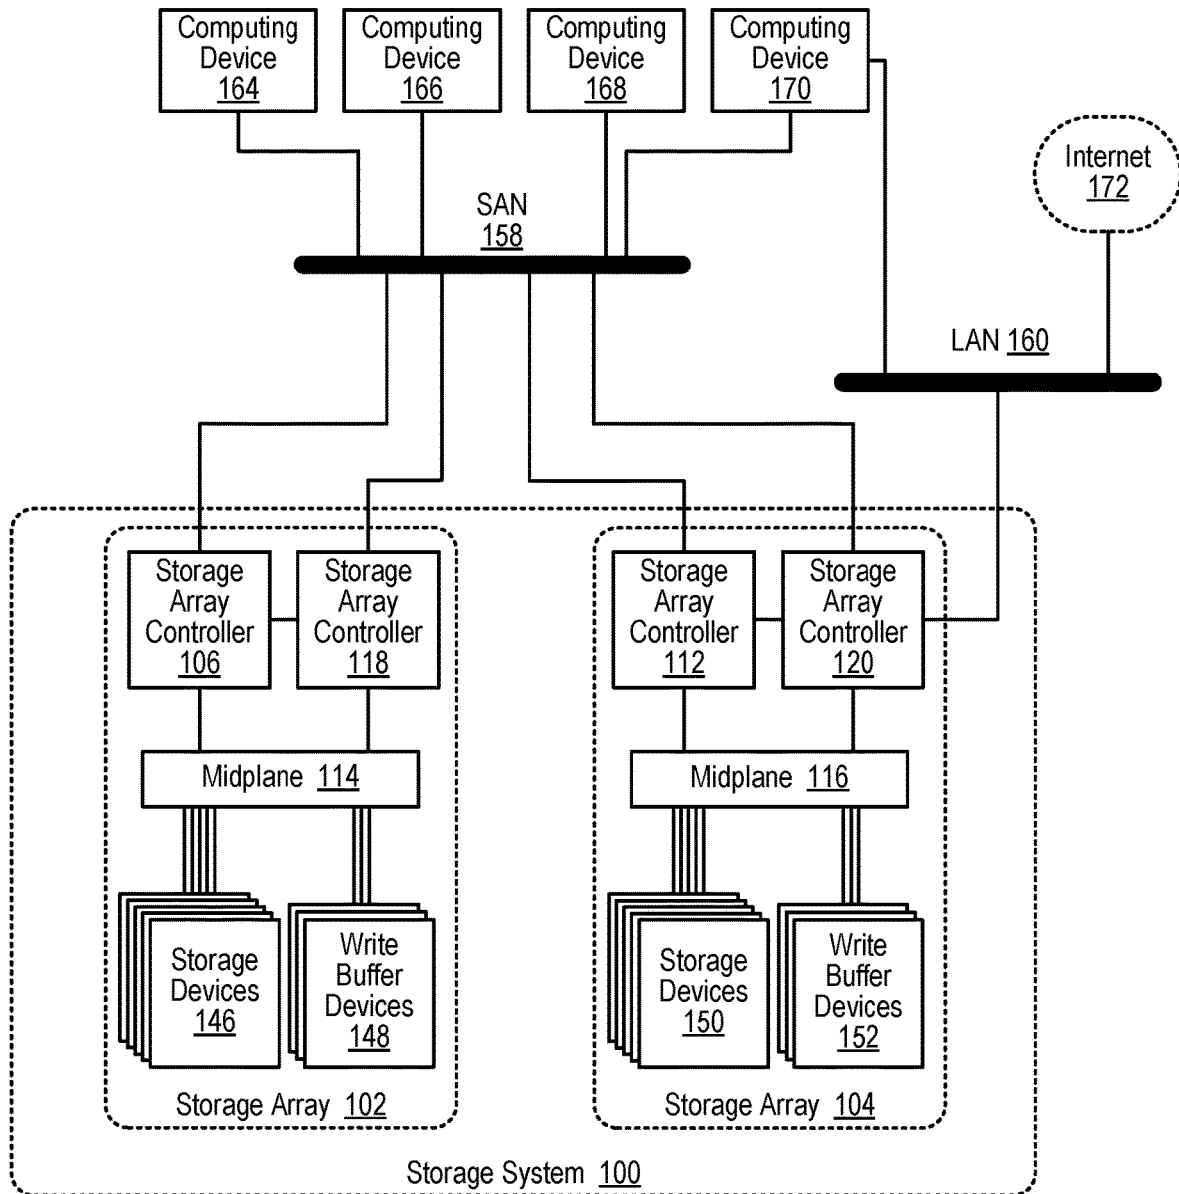 Computing
Device
164
Computing
Device
166
Computing
Device
168
Computing
Device
170
Internet
172
SAN
158
LAN 160
Storage
Array
Controller
106
Storage
Array
Controller
118
Storage
Array
Controller
112
Storage
Array
Controller
120
Midplane 114
Midplane 116
Storage
Devices
146
Write
Buffer
Devices
148
Storage
Devices
150
Write
Buffer
Devices
152
Storage Array 102
Storage Array 104
Storage System 100